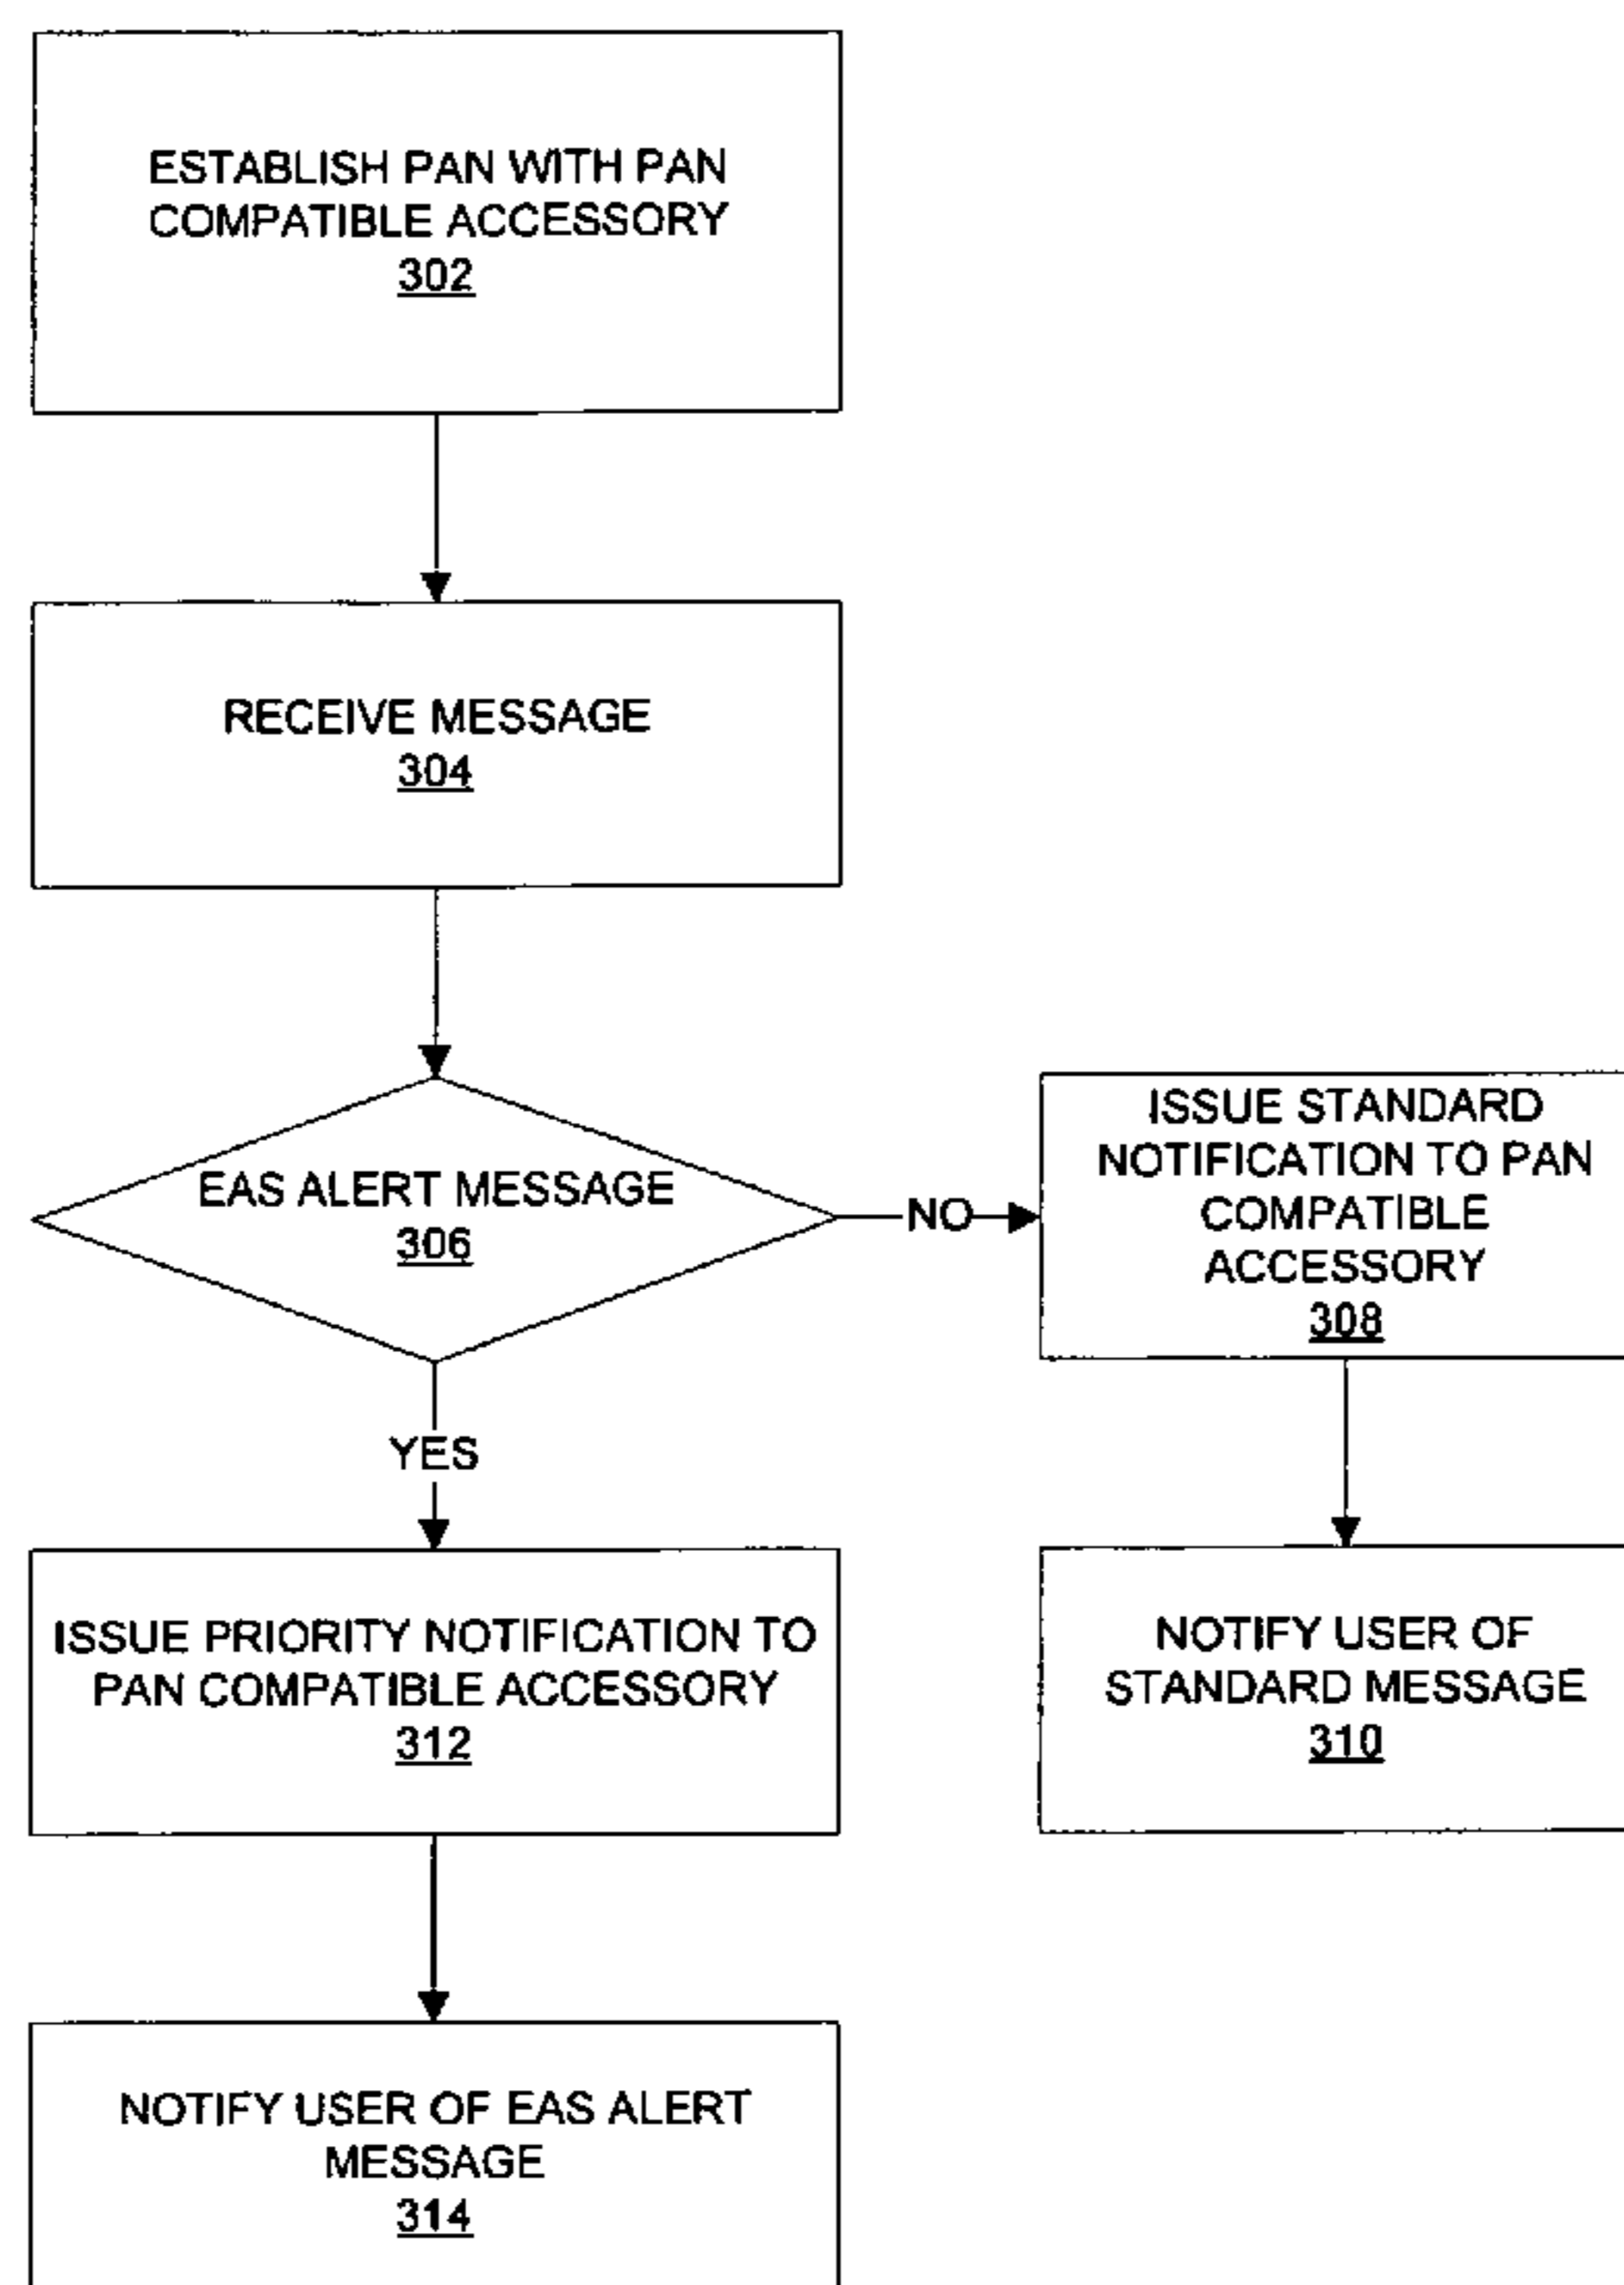 ESTABLISH PAN WITH PAN
COMPATIBLE ACCESSORY
302
RECEIVE MESSAGE
304
EAS ALERT MESSAGE
306
NO
ISSUE STANDARD
NOTIFICATION TO PAN
COMPATIBLE
ACCESSORY
308
YES
ISSUE PRIORITY NOTIFICATION TO
PAN COMPATIBLE ACCESSORY
312
NOTIFY USER OF
STANDARD MESSAGE
310
NOTIFY USER OF EAS ALERT
MESSAGE
314